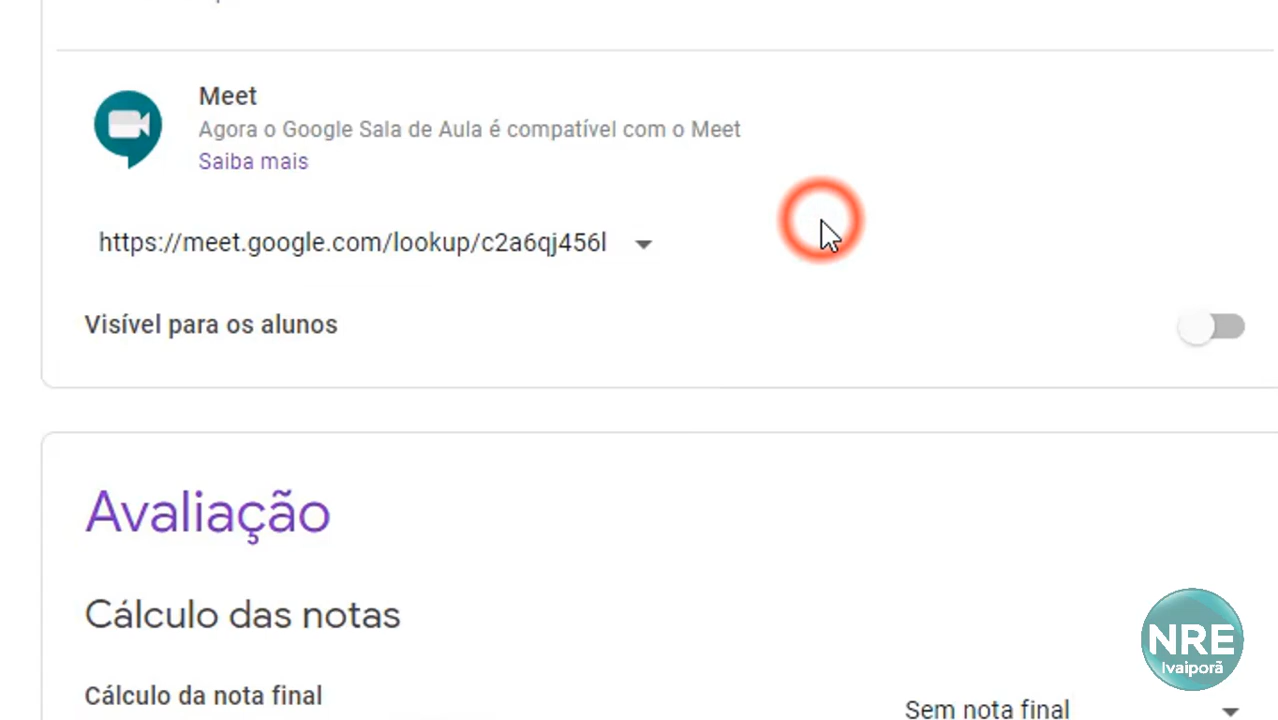 Meet
Agora o Google Sala de Aula é compatível com o Meet
Saiba mais
https://meet.google.com/lookup/c2a6qj456l
Visível para os alunos
Avaliação
Cálculo das notas
Cálculo da nota final
Sem nota final
NRE
Ivaiporã